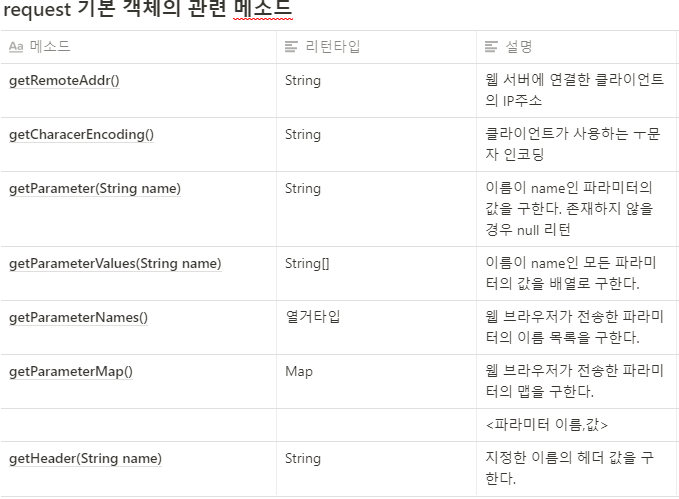 request 기본 객체의 관련 메소드
Aa 메소드 리턴타입 설명
getRemoteAddr() String 웹 서버에 연결한 클라이언트
의 IP주소
getCharacerEncoding() String 클라이언트가 사용하는 ㅜ문
자 인코딩
getParameter(String name) String 이름이 name인 파라미터의
값을 구한다. 존재하지 않을
경우 null 리턴
getParameterValues(String name) String[] 이름이 name인 모든 파라미
터의 값을 배열로 구한다.
getParameterNames() 열거타입 웹 브라우저가 전송한 파라미
터의 이름 목록을 구한다.
getParameterMap() Map 웹 브라우저가 전송한 파라미
터의 맵을 구한다.
<파라미터 이름,값>
getHeader(String name) String 지정한 이름의 헤더 값을 구
한다.